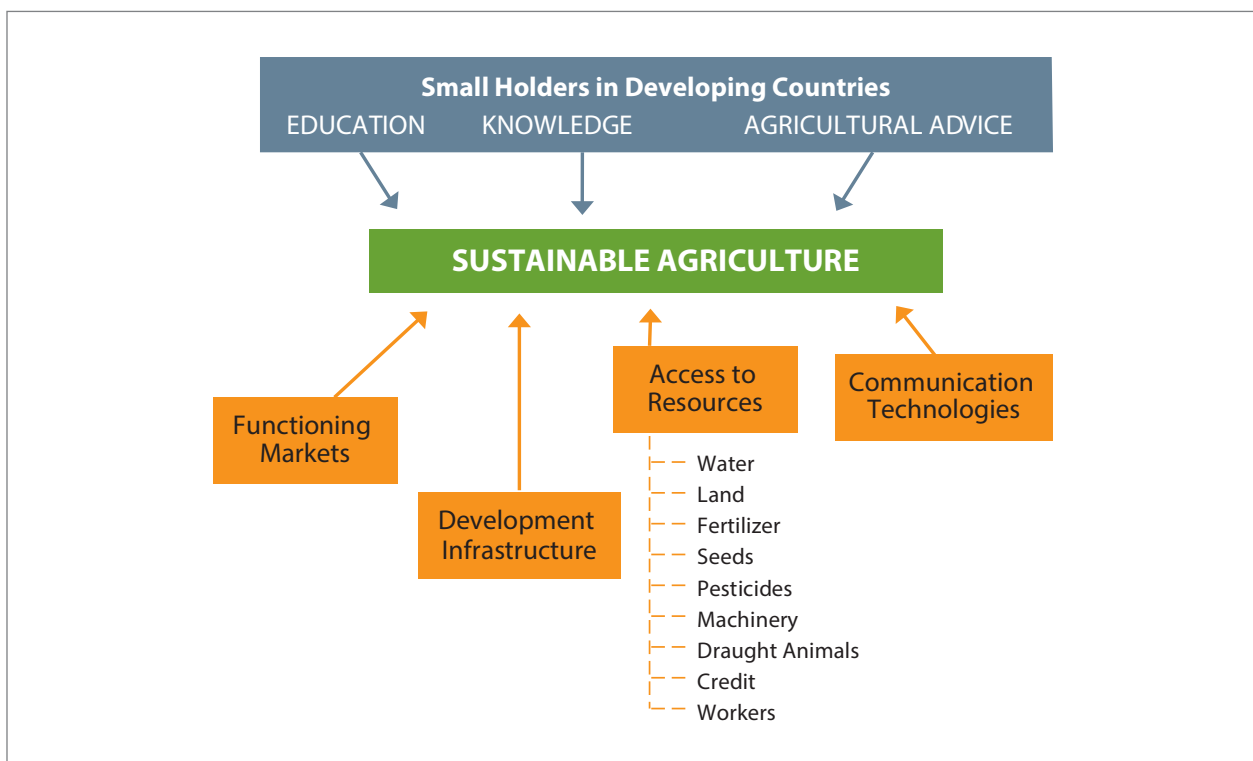 Small Holders in Developing Countries
EDUCATION KNOWLEDGE AGRICULTURAL ADVICE
SUSTAINABLE AGRICULTURE
Functioning
Markets
Development
Infrastructure
Access to
Resources
Water
Land
Fertilizer
Seeds
Pesticides
Machinery
Draught Animals
Credit
Workers
Communication
Technologies